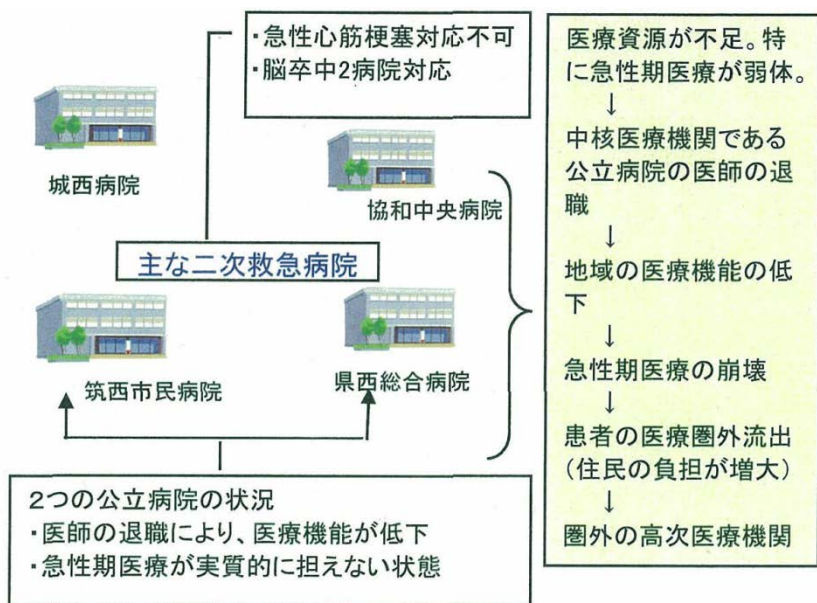 ・急性心筋梗塞対応不可
・脳卒中2病院対応
城西病院
協和中央病院
主な二次救急病院
筑西市民病院
県西総合病院
2つの公立病院の状況
・医師の退職により、医療機能が低下
・急性期医療が実質的に担えない状態
医療資源が不足。特
に急性期医療が弱体。
↓
中核医療機関である
公立病院の医師の退
職
↓
地域の医療機能の低
下
↓
急性期医療の崩壊
↓
患者の医療圏外流出
(住民の負担が増大)
↓
圏外の高次医療機関